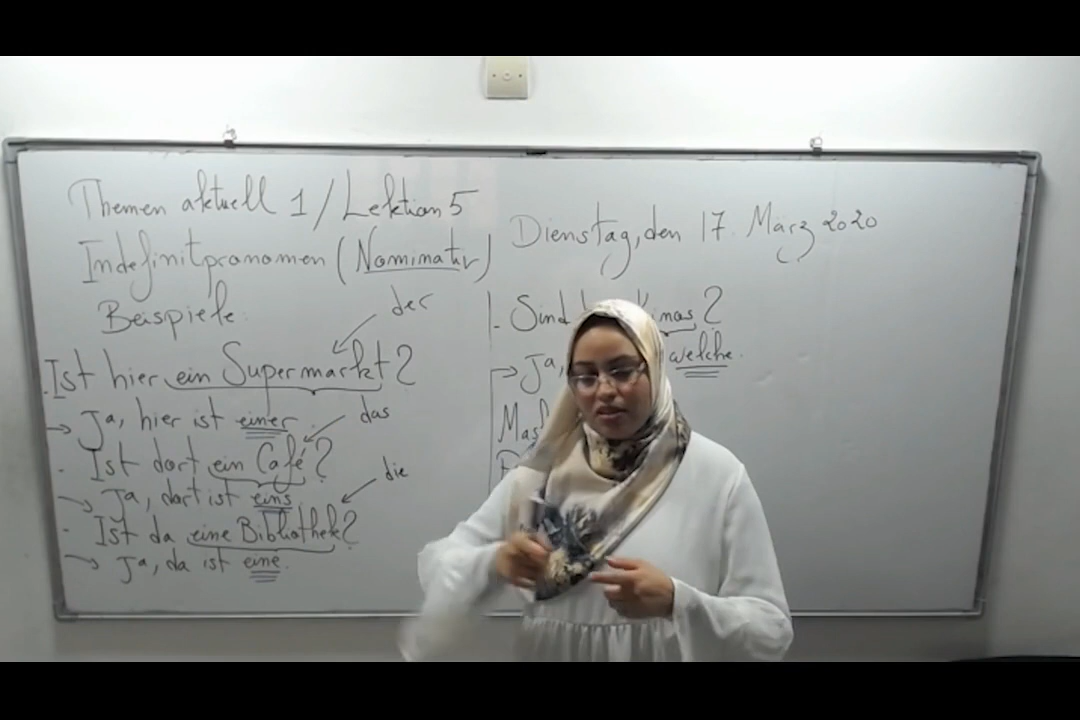 Themen aktuell 1 / Lektion 5
Indefinitpronomen (Nominativ)
Beispiele
der
Ist hier ein Supermarkt?
Ja, hier ist einer.
das
- Ist dort ein Café?
Ja, dort ist eins
die
- Ist da eine Bibliothek?
Ja, da ist eine.
Dienstag, den 17. März 2020
- Sind
nos?
Ja,
welche.